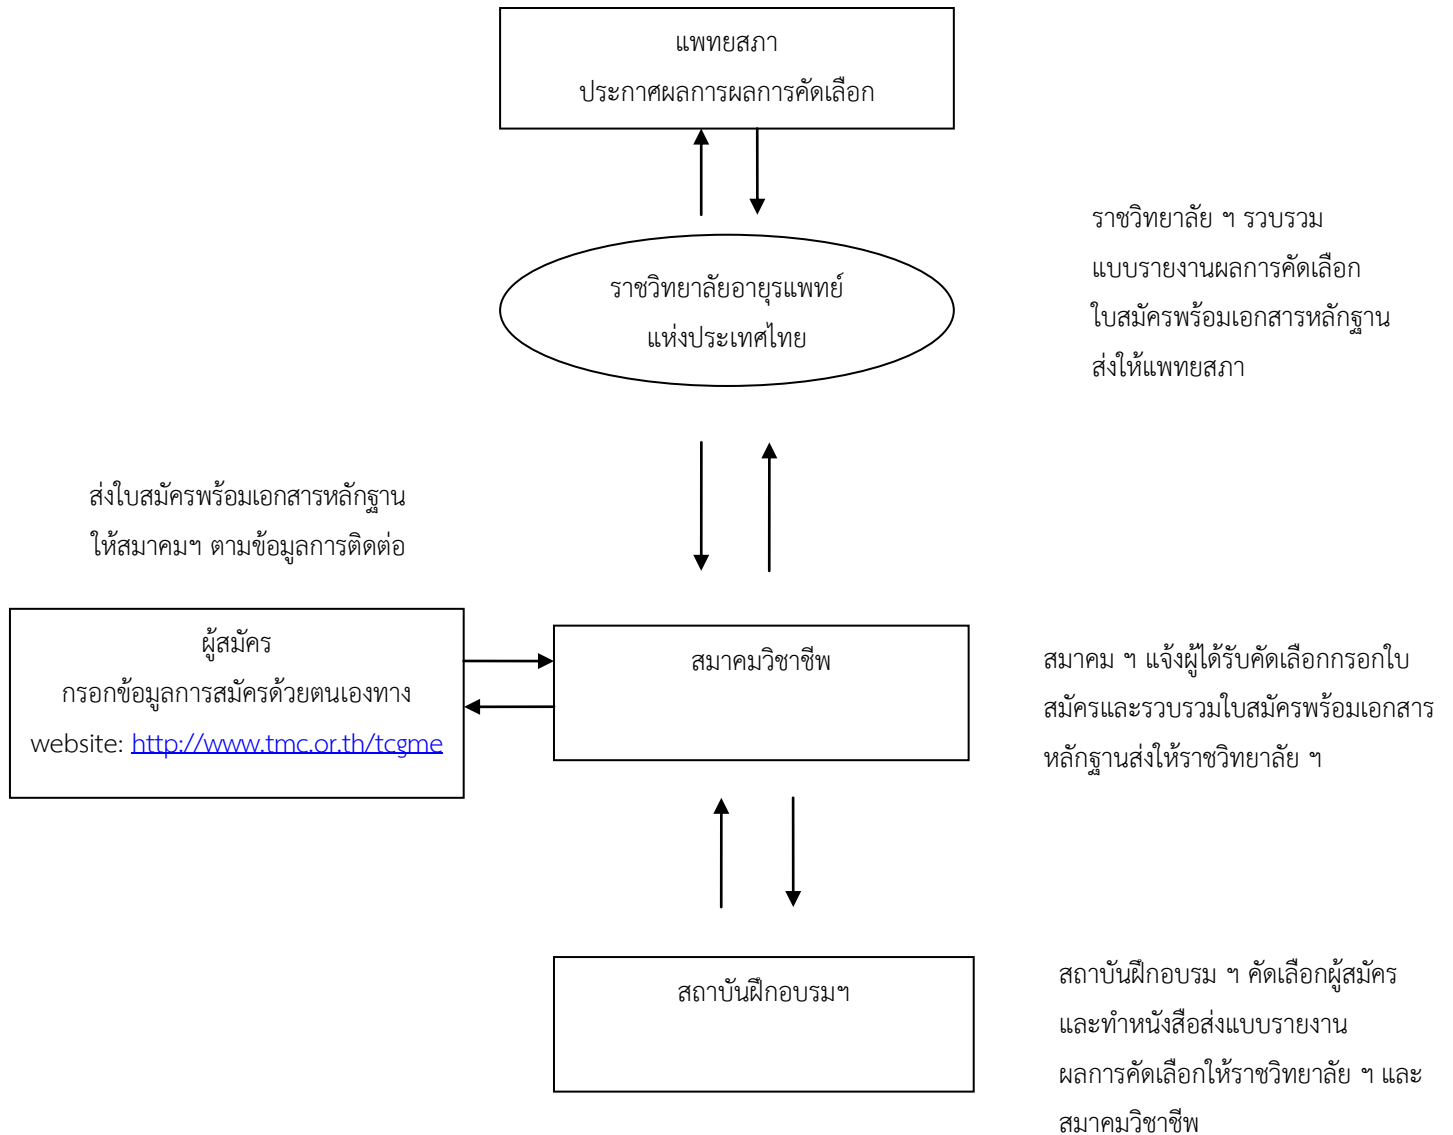 แพทยสภา
ประกาศผลการผลการคัดเลือก
ราชวิทยาลัย ฯ รวบรวม
แบบรายงานผลการคัดเลือก
ใบสมัครพร้อมเอกสารหลักฐาน
ส่งให้แพทยสภา
ราชวิทยาลัยอายุรแพทย์
แห่งประเทศไทย
ส่งใบสมัครพร้อมเอกสารหลักฐาน
ให้สมาคมฯ ตามข้อมูลการติดต่อ
ผู้สมัคร
กรอกข้อมูลการสมัครด้วยตนเองทาง
website: http://www.tmc.or.th/tcgme
สมาคมวิชาชีพ
สมาคม ฯ แจ้งผู้ได้รับคัดเลือกกรอกใบ
สมัครและรวบรวมใบสมัครพร้อมเอกสาร
หลักฐานส่งให้ราชวิทยาลัย ฯ
สถาบันฝึกอบรมฯ
สถาบันฝึกอบรม ฯ คัดเลือกผู้สมัคร
และทำหนังสือส่งแบบรายงาน
ผลการคัดเลือกให้ราชวิทยาลัย ฯ และ
สมาคมวิชาชีพ